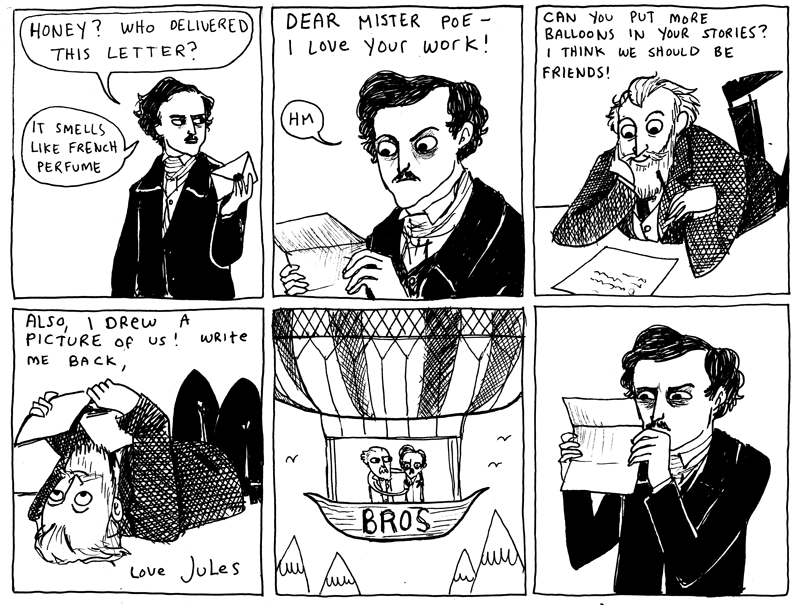 HONEY? WHO DELIVERED
THIS LETTER?
IT SMELLS
LIKE FRENCH
PERFUME
DEAR MISTER POE –
I LOVE YOUR WORK!
HM
CAN YOU PUT MORE
BALLOONS IN YOUR STORIES?
I THINK WE SHOULD BE
FRIENDS!
ALSO, I DREW A
PICTURE OF US! WRITE
ME BACK,
LOVE JULES
BROS